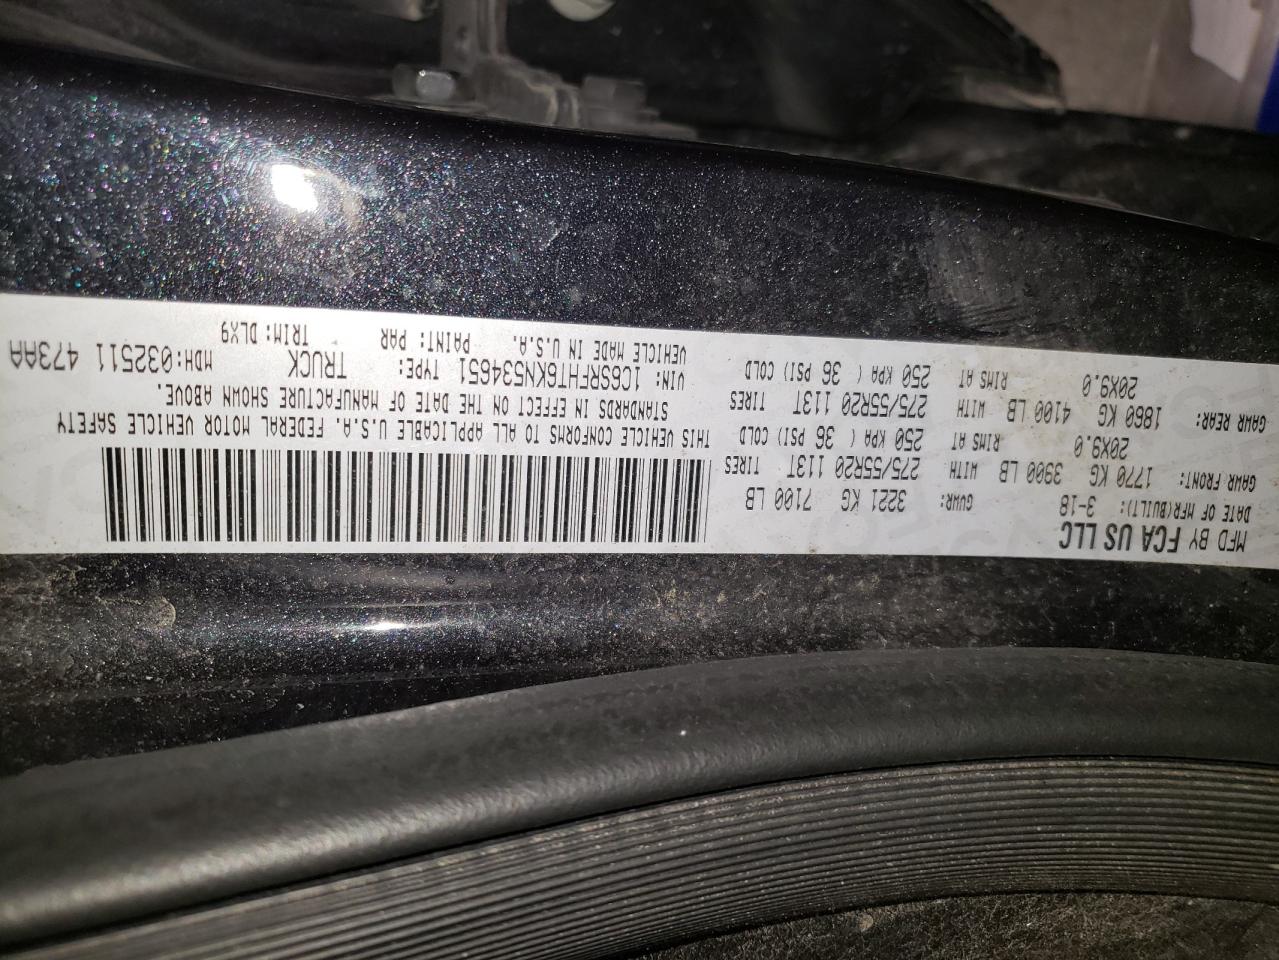 MFD BY FCA US LLC
DATE OF MFR(BUILT): 3-18 GVWR: 3221 KG 7100 LB
GAWR FRONT: 1770 KG 3900 LB WITH 275/55R20 113T TIRES
20X9.0 RIMS AT 250 KPA ( 36 PSI) COLD
GAWR REAR: 1860 KG 4100 LB WITH 275/55R20 113T TIRES
20X9.0 RIMS AT 250 KPA ( 36 PSI) COLD
THIS VEHICLE CONFORMS TO ALL APPLICABLE U.S.A. FEDERAL MOTOR VEHICLE SAFETY
STANDARDS IN EFFECT ON THE DATE OF MANUFACTURE SHOWN ABOVE.
VIN: 1C6SRFHT6KN534651 TYPE: TRUCK MDH:032511 473AA
VEHICLE MADE IN U.S.A. PAINT: PAR TRIM: DLX9